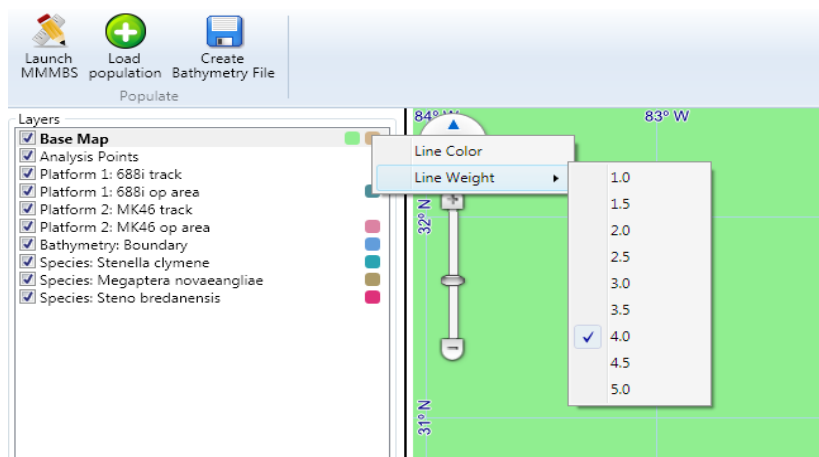 Launch MMMBS
Load population
Create Bathymetry File
Populate
Layers
Base Map
Analysis Points
Platform 1: 688i track
Platform 1: 688i op area
Platform 2: MK46 track
Platform 2: MK46 op area
Bathymetry: Boundary
Species: Stenella clymene
Species: Megaptera novaeangliae
Species: Steno bredanensis
83° W
Line Color
Line Weight
1.0
1.5
2.0
2.5
3.0
3.5
4.0
4.5
5.0
32° N
31° N